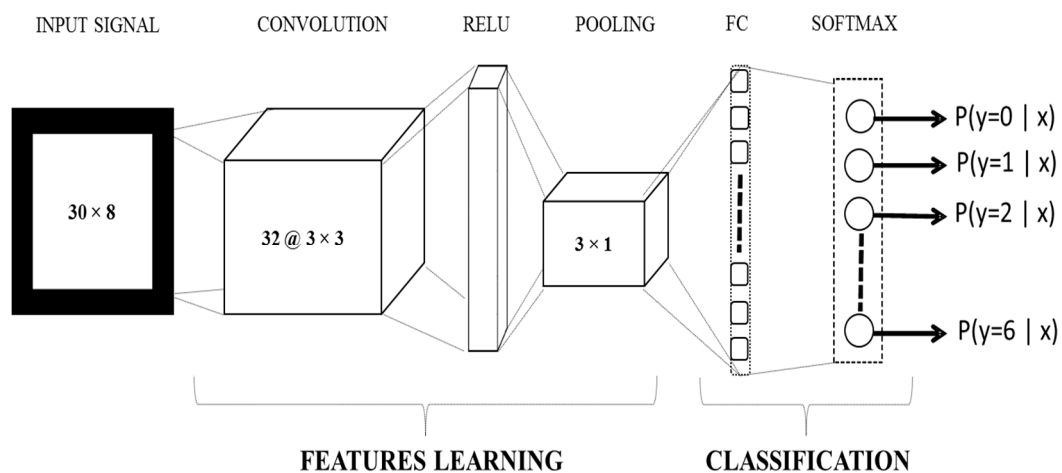 INPUT SIGNAL
CONVOLUTION
RELU
POOLING
FC
SOFTMAX
30 × 8
32 @ 3 × 3
3 × 1
P(y=0 | x)
P(y=1 | x)
P(y=2 | x)
P(y=6 | x)
FEATURES LEARNING
CLASSIFICATION